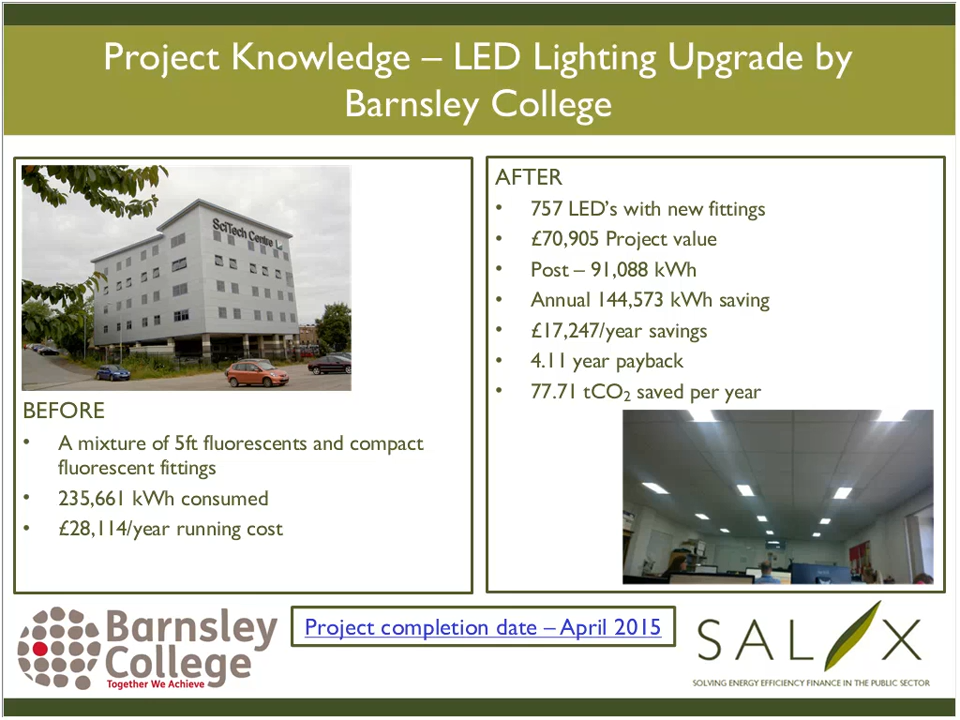 Project Knowledge – LED Lighting Upgrade by
Barnsley College
SciTech Centre
BEFORE
• A mixture of 5ft fluorescents and compact
fluorescent fittings
• 235,661 kWh consumed
• £28,114/year running cost
AFTER
• 757 LED's with new fittings
• £70,905 Project value
• Post – 91,088 kWh
• Annual 144,573 kWh saving
• £17,247/year savings
• 4.11 year payback
• 77.71 tCO₂ saved per year
Barnsley
College
Together We Achieve
Project completion date – April 2015
SALIX
SOLVING ENERGY EFFICIENCY FINANCE IN THE PUBLIC SECTOR